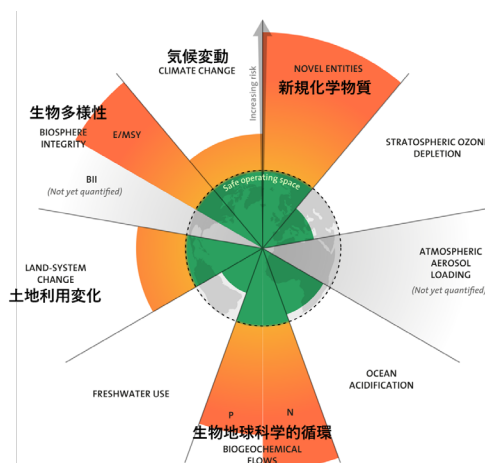 気候変動
CLIMATE CHANGE
Increasing risk
NOVEL ENTITIES
新規化学物質
生物多様性
BIOSPHERE
INTEGRITY
E/MSY
STRATOSPHERIC OZONE
DEPLETION
BII
(Not yet quantified)
Safe operating space
LAND-SYSTEM
CHANGE
土地利用変化
ATMOSPHERIC
AEROSOL
LOADING
(Not yet quantified)
OCEAN
ACIDIFICATION
FRESHWATER USE
P
N
生物地球科学的循環
BIOGEOCHEMICAL
FLOWS